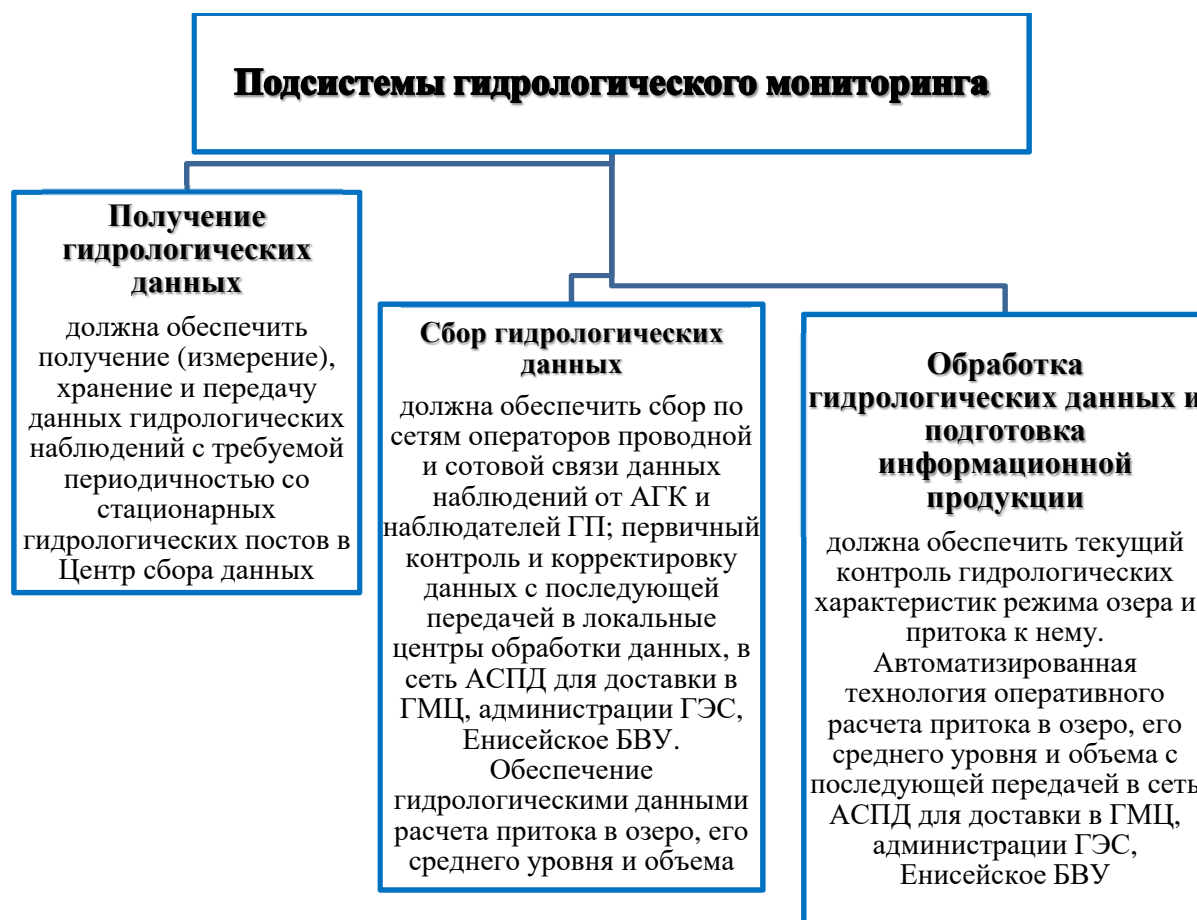 Подсистемы гидрологического мониторинга
Получение
гидрологических
данных
должна обеспечить
получение (измерение),
хранение и передачу
данных гидрологических
наблюдений с требуемой
периодичностью со
стационарных
гидрологических постов в
Центр сбора данных
Сбор гидрологических
данных
должна обеспечить сбор по
сетям операторов проводной
и сотовой связи данных
наблюдений от АГК и
наблюдателей ГП; первичный
контроль и корректировку
данных с последующей
передачей в локальные
центры обработки данных, в
сеть АСПД для доставки в
ГМЦ, администрации ГЭС,
Енисейское БВУ.
Обеспечение
гидрологическими данными
расчета притока в озеро, его
среднего уровня и объема
Обработка
гидрологических данных и
подготовка
информационной
продукции
должна обеспечить текущий
контроль гидрологических
характеристик режима озера и
притока к нему.
Автоматизированная
технология оперативного
расчета притока в озеро, его
среднего уровня и объема с
последующей передачей в сеть
АСПД для доставки в ГМЦ,
администрации ГЭС,
Енисейское БВУ